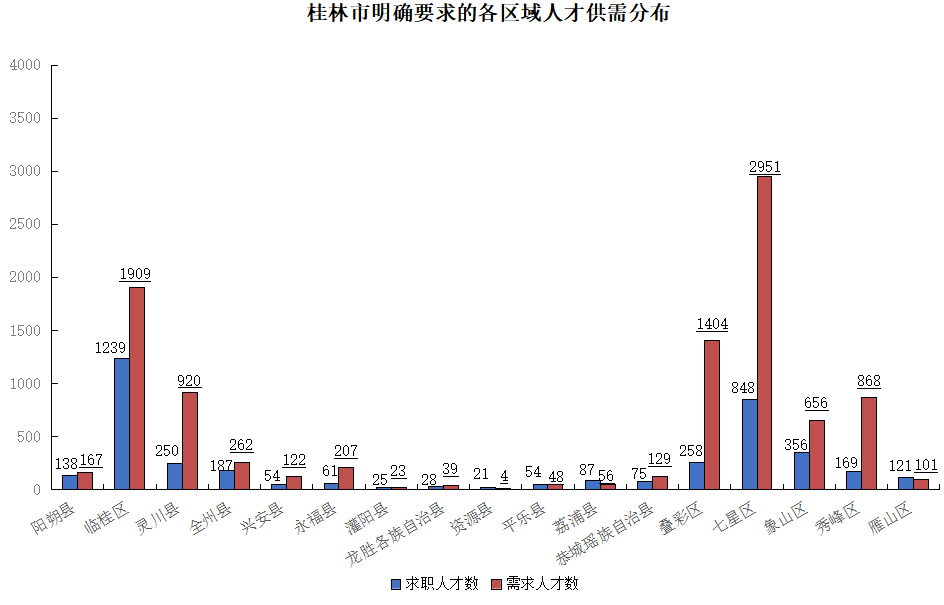 桂林市明确要求的各区域人才供需分布
4000
3500
3000
2500
2000
1500
1000
500
0
138 167
1239 1909
250 920
187 262
54 122
61 207
25 23
28 39
21 4
54 48
87 56
75 129
258 1404
848 2951
356 656
169 868
121 101
阳朔县
临桂区
灵川县
全州县
兴安县
永福县
灌阳县
龙胜各族自治县
资源县
平乐县
荔浦县
恭城瑶族自治县
叠彩区
七星区
象山区
秀峰区
雁山区
求职人才数 需求人才数